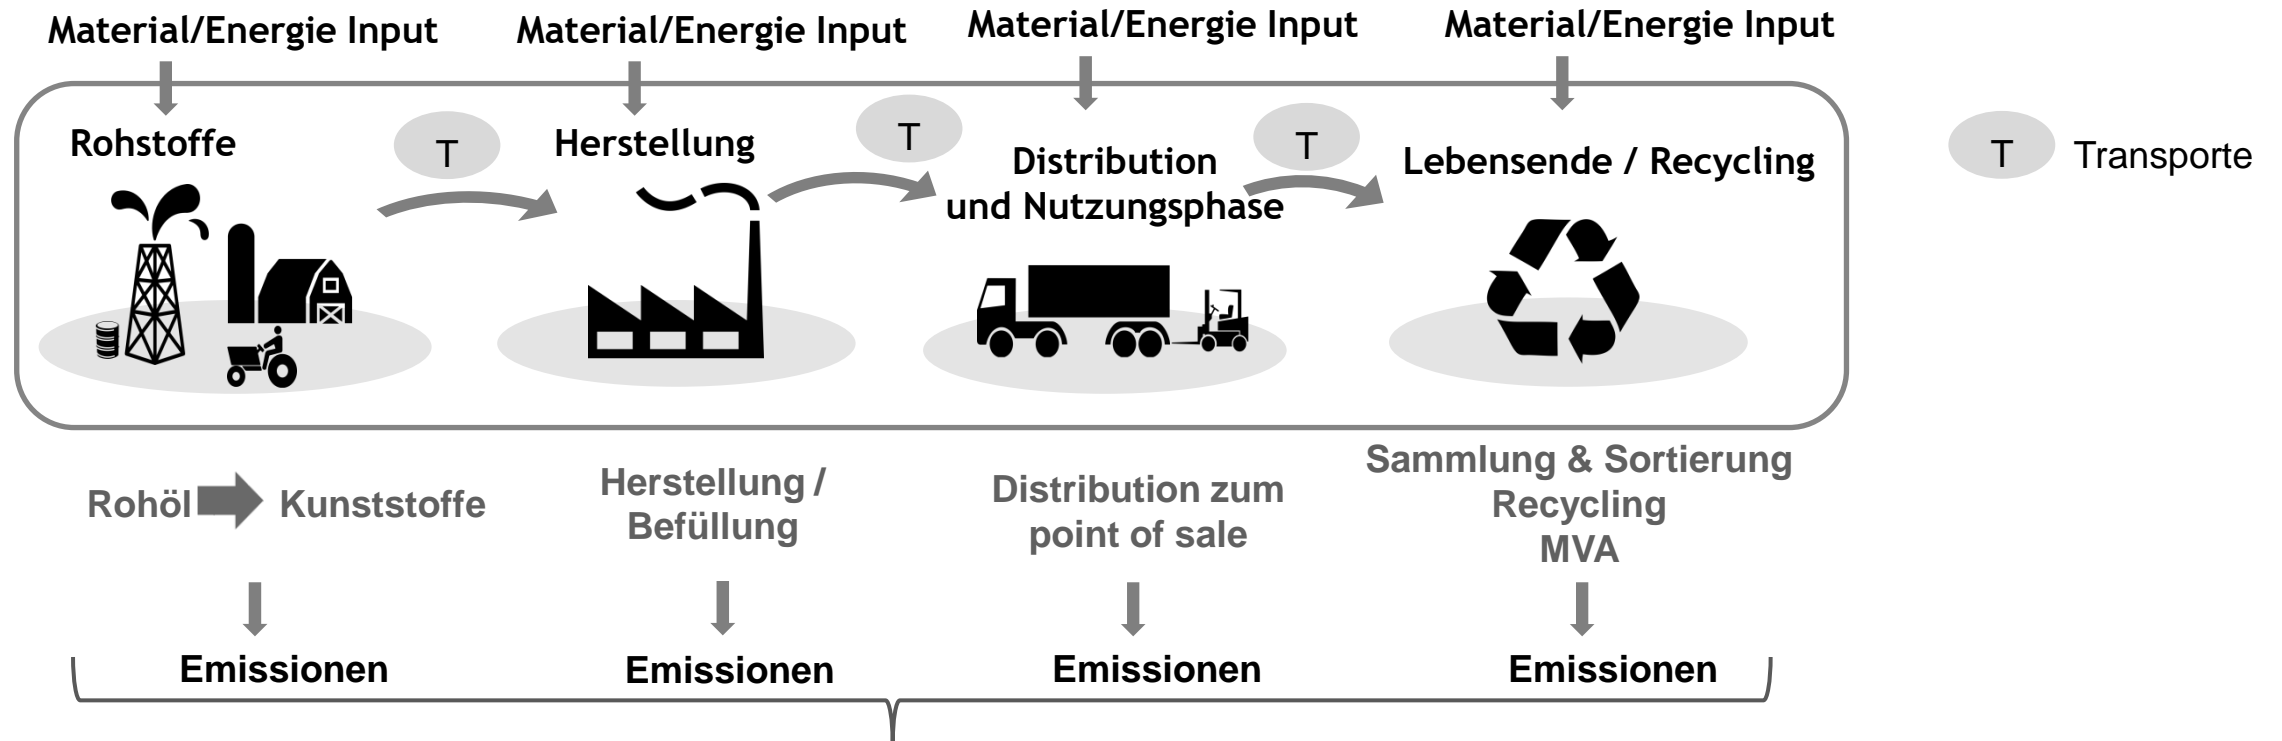 Material/Energie Input
Material/Energie Input
Material/Energie Input
Material/Energie Input
Rohstoffe
T
Herstellung
T
Distribution
und Nutzungsphase
T
Lebensende / Recycling
T
Transporte
Rohöl
Kunststoffe
Herstellung /
Befüllung
Distribution zum
point of sale
Sammlung & Sortierung
Recycling
MVA
Emissionen
Emissionen
Emissionen
Emissionen